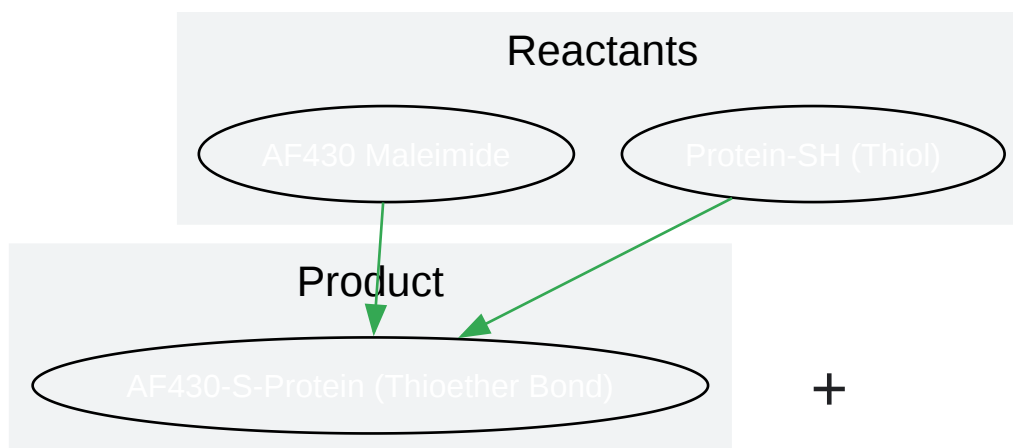 Reactants
AF430 Maleimide
Protein-SH (Thiol)
Product
AF430-S-Protein (Thioether Bond)
+